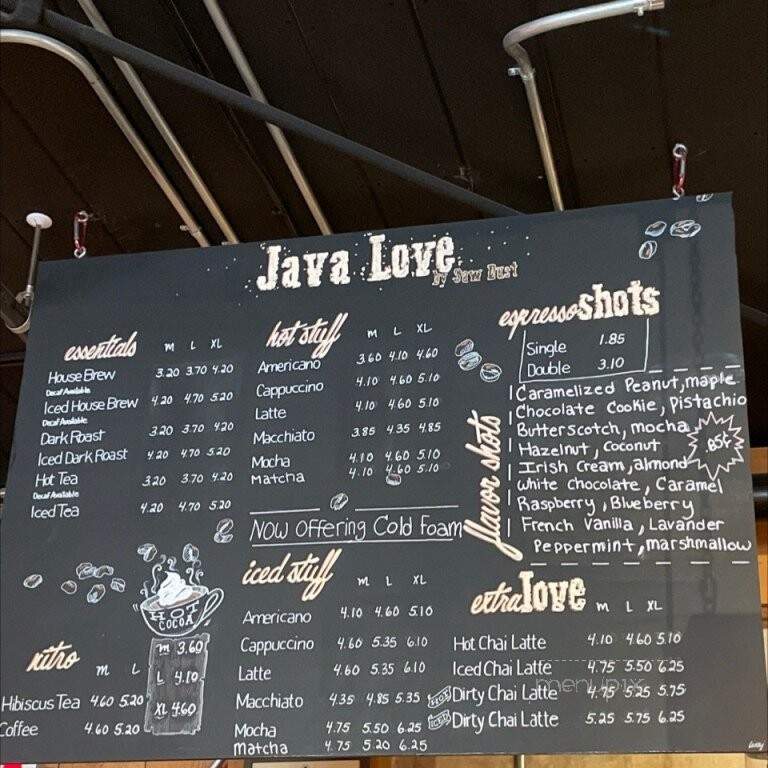 Java Love
by Saw Dust
essentials M L XL
House Brew 3.20 3.70 4.20
Decaf Available
Iced House Brew 4.20 4.70 5.20
Decaf Available
Dark Roast 3.20 3.70 4.20
Iced Dark Roast 4.20 4.70 5.20
Hot Tea 3.20 3.70 4.20
Decaf Available
Iced Tea 4.20 4.70 5.20
HOT COCOA
M 3.60
L 4.10
XL 4.60
nitro M L
Hibiscus Tea 4.60 5.20
Coffee 4.60 5.20
hot stuff M L XL
Americano 3.60 4.10 4.60
Cappuccino 4.10 4.60 5.10
Latte 4.10 4.60 5.10
Macchiato 3.85 4.35 4.85
Mocha 4.10 4.60 5.10
Matcha 4.10 4.60 5.10
Now Offering Cold Foam
iced stuff M L XL
Americano 4.10 4.60 5.10
Cappuccino 4.60 5.35 6.10
Latte 4.60 5.35 6.10
Macchiato 4.35 4.85 5.35
Mocha 4.75 5.50 6.25
Matcha 4.75 5.20 6.25
espresso shots
Single 1.85
Double 3.10
flavor shots
.85¢
Caramelized Peanut, maple
Chocolate Cookie, Pistachio
Butterscotch, mocha
Hazelnut, Coconut
Irish Cream, almond
White Chocolate, Caramel
Raspberry, Blueberry
French Vanilla, Lavander
Peppermint, marshmallow
extra love M L XL
Hot Chai Latte 4.10 4.60 5.10
Iced Chai Latte 4.75 5.50 6.25
HOT Dirty Chai Latte 4.75 5.25 5.75
ICED Dirty Chai Latte 5.25 5.75 6.25
menupix